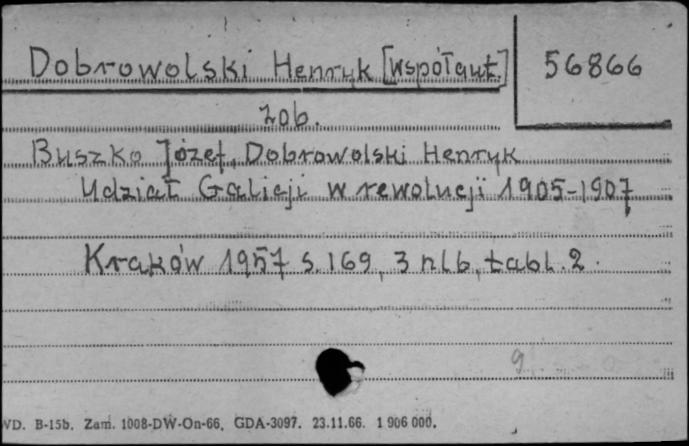 Dobrowolski Henryk [współaut.] 56866
zob.
Buszko Józef, Dobrowolski Henryk
Udział Galicji w rewolucji 1905-1907
Kraków 1957 s. 169, 3 nlb, tabl. 2.
9
WD. B-15b. Zam. 1008-DW-On-66. GDA-3097. 23.11.66. 1 906 000.